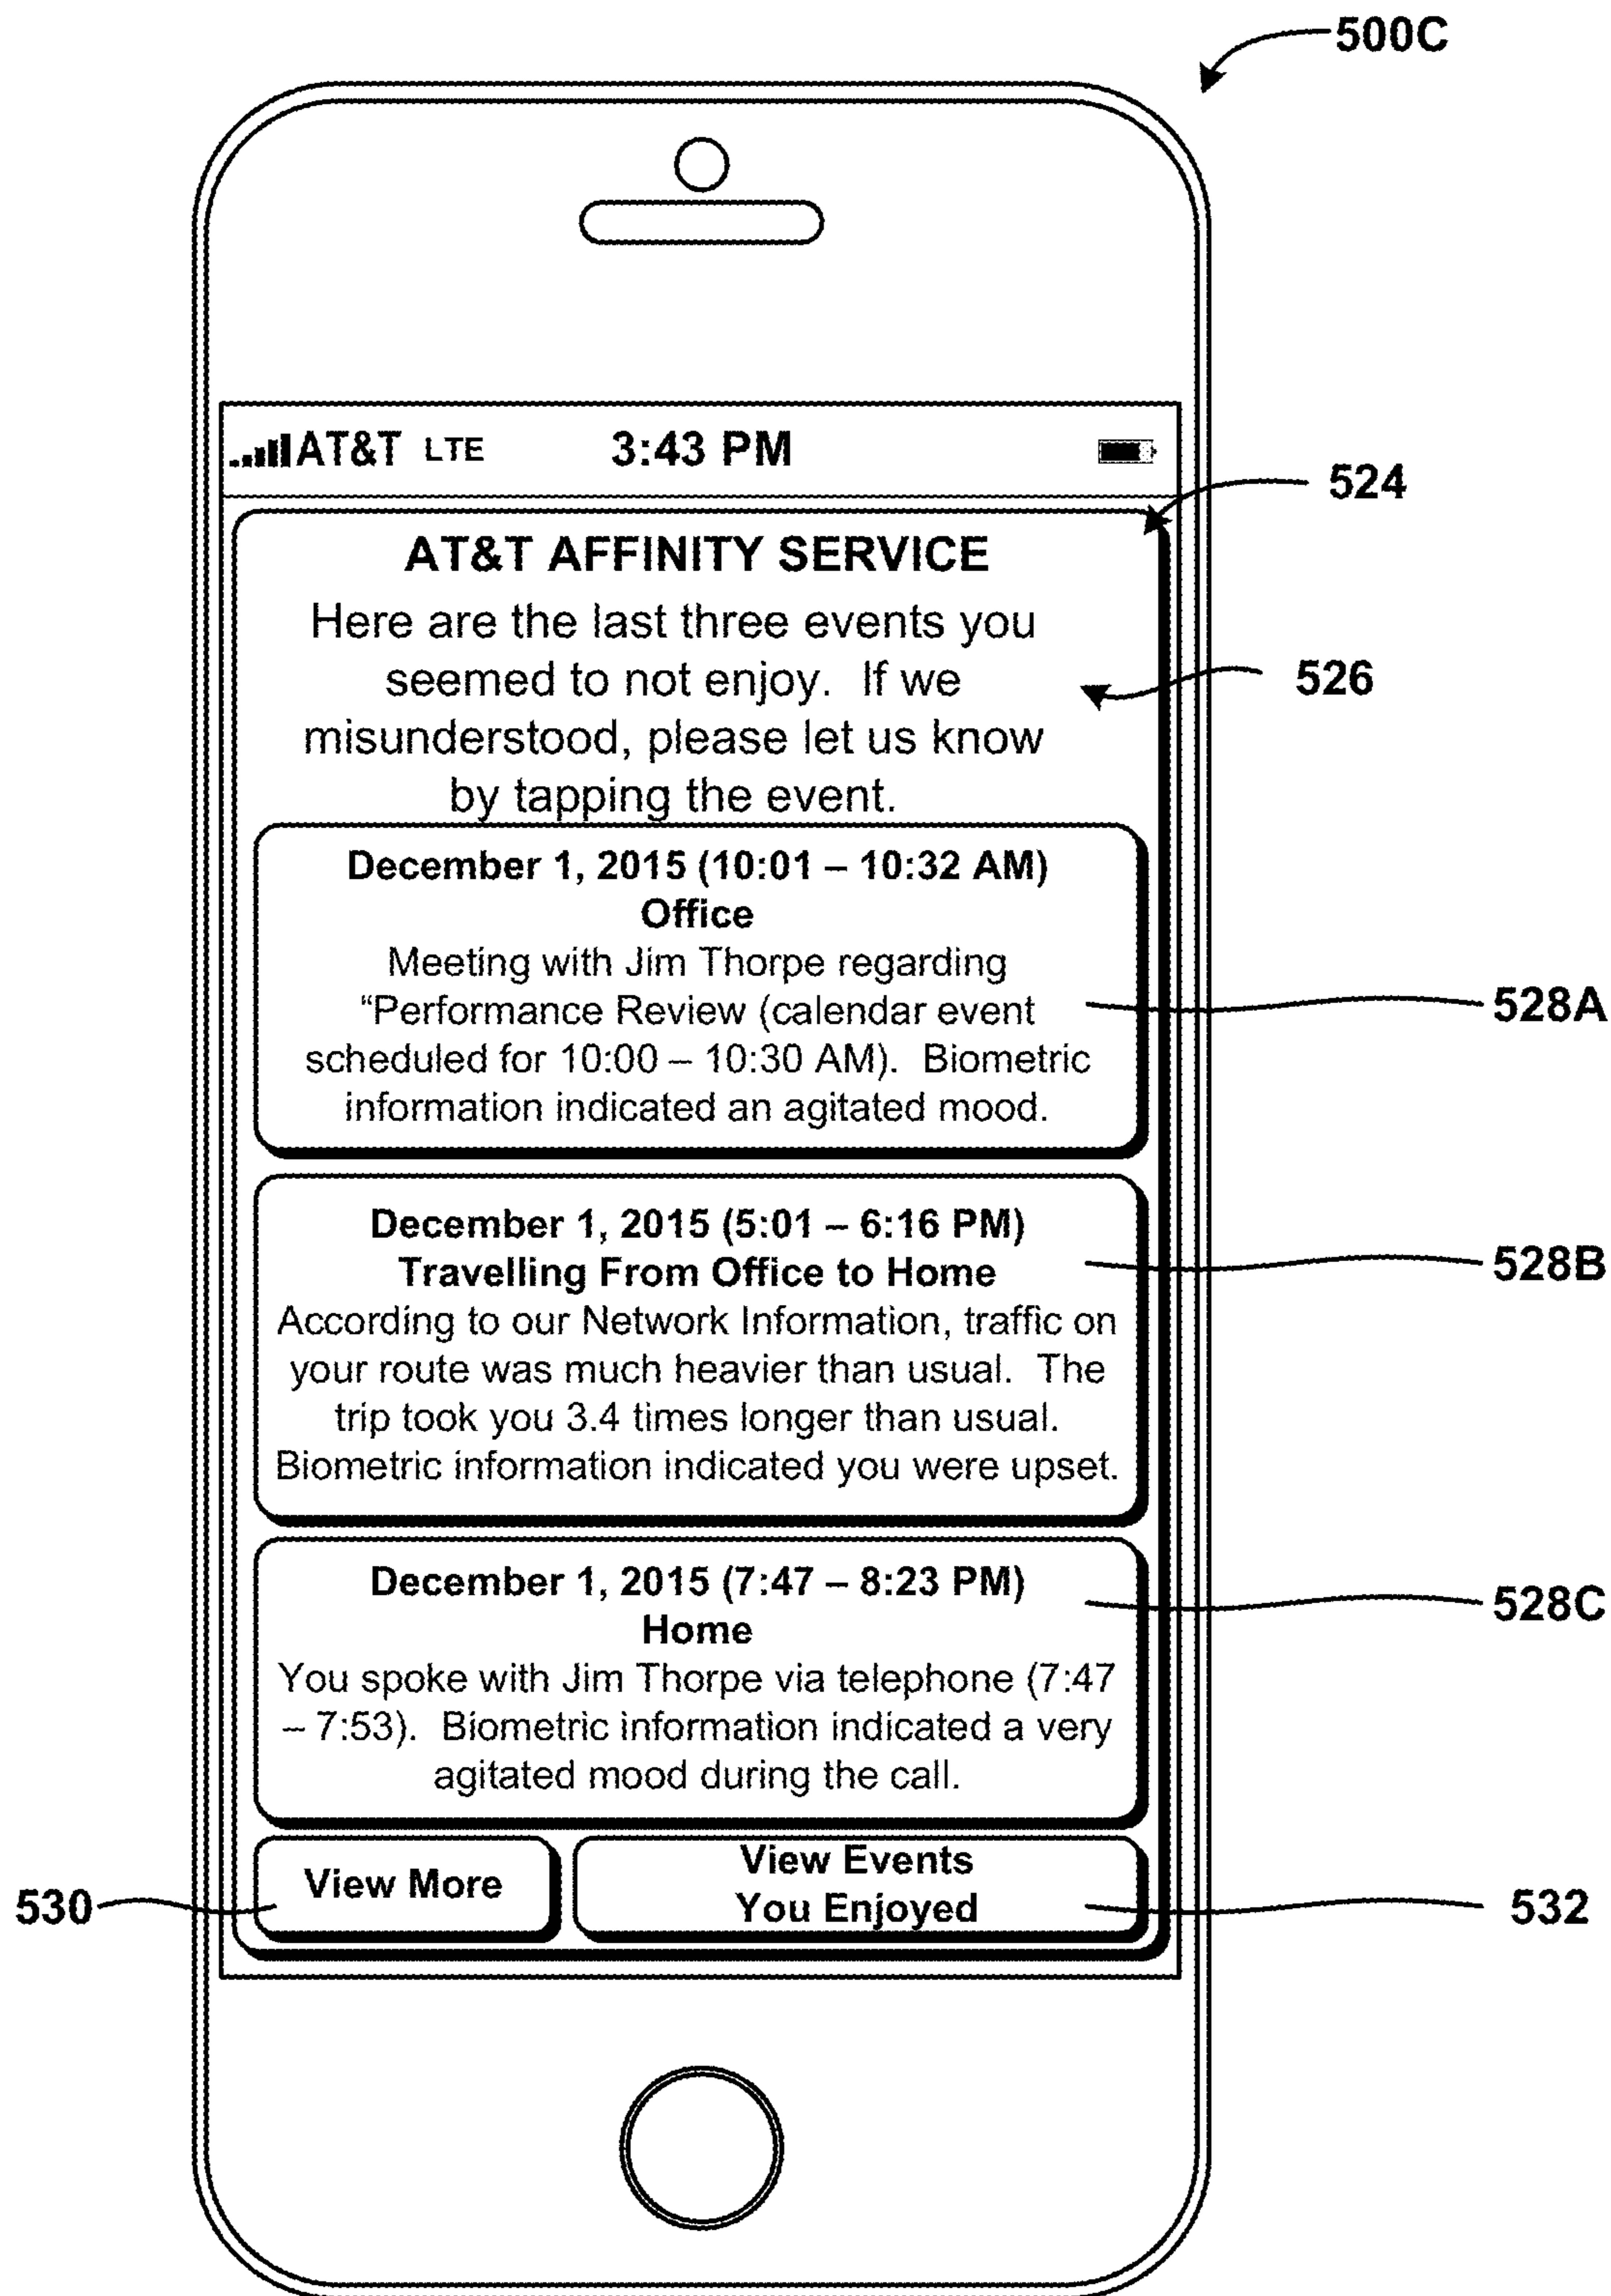 500C
AT&T LTE 3:43 PM
524
AT&T AFFINITY SERVICE
Here are the last three events you
seemed to not enjoy. If we
526
misunderstood, please let us know
by tapping the event.
December 1, 2015 (10:01 – 10:32 AM)
Office
Meeting with Jim Thorpe regarding
“Performance Review (calendar event
528A
scheduled for 10:00 – 10:30 AM). Biometric
information indicated an agitated mood.
December 1, 2015 (5:01 – 6:16 PM)
Travelling From Office to Home
528B
According to our Network Information, traffic on
your route was much heavier than usual. The
trip took you 3.4 times longer than usual.
Biometric information indicated you were upset.
December 1, 2015 (7:47 – 8:23 PM)
528C
Home
You spoke with Jim Thorpe via telephone (7:47
– 7:53). Biometric information indicated a very
agitated mood during the call.
530
View More
View Events
You Enjoyed
532